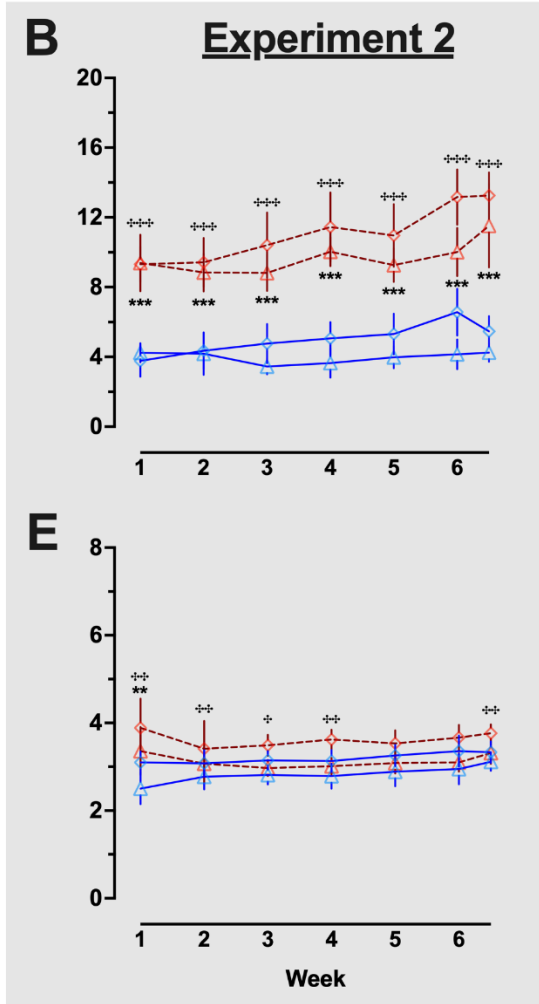 B Experiment 2
20
16
✢✢✢ ✢✢✢
✢✢✢
✢✢✢ ✢✢✢ ✢✢✢ ✢✢✢
12
8
*** *** *** *** *** *** ***
4
0
1 2 3 4 5 6
E
8
6
✢✢
**
✢✢ ✢ ✢✢ ✢✢
4
2
0
1 2 3 4 5 6
Week